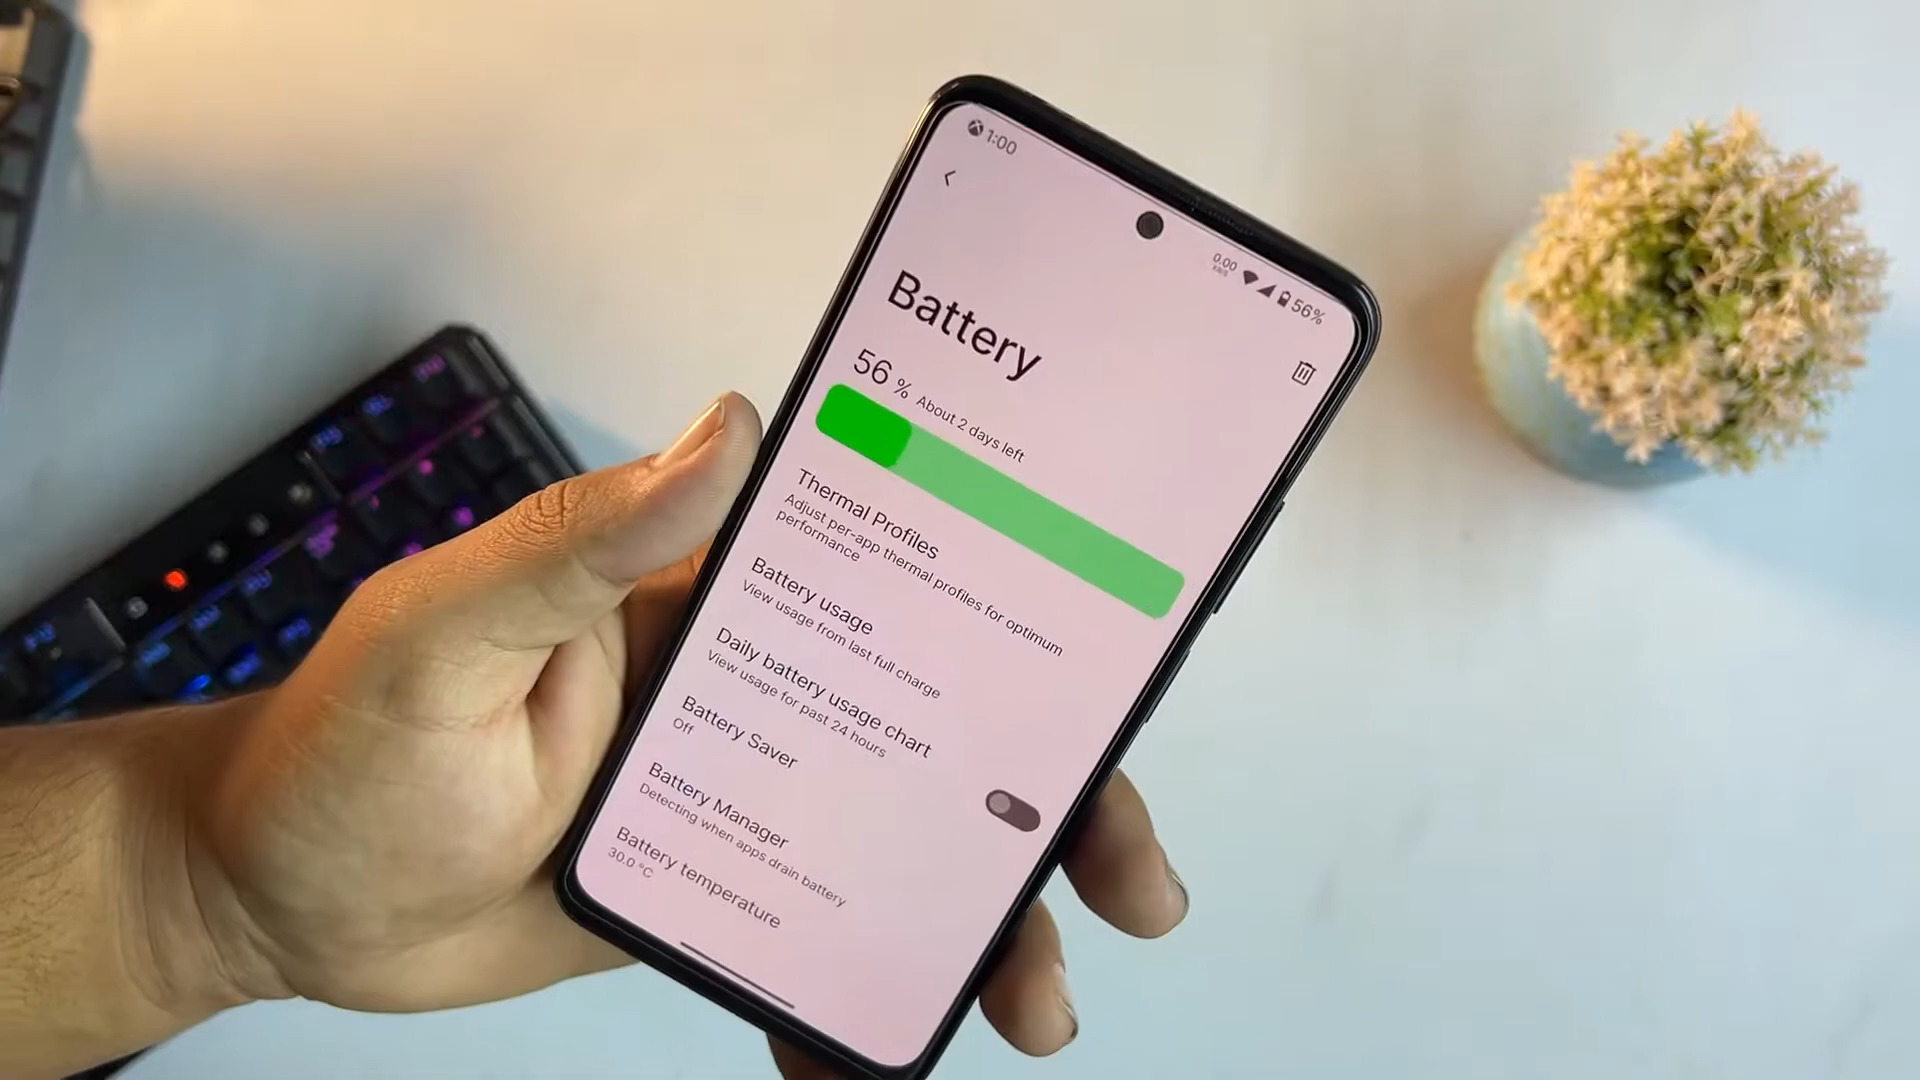 1:00
0.00
KB/S
56%
Battery
56 % About 2 days left
Thermal Profiles
Adjust per-app thermal profiles for optimum
performance
Battery usage
View usage from last full charge
Daily battery usage chart
View usage for past 24 hours
Battery Saver
Off
Battery Manager
Detecting when apps drain battery
Battery temperature
30.0 °C